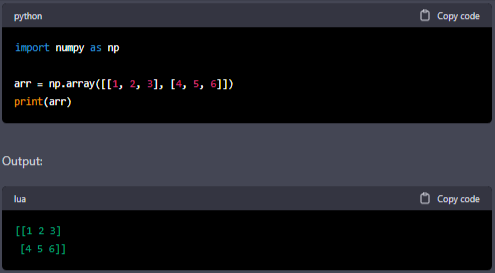 python Copy code
import numpy as np
arr = np.array([[1, 2, 3], [4, 5, 6]])
print(arr)
Output:
lua Copy code
[[1 2 3]
 [4 5 6]]